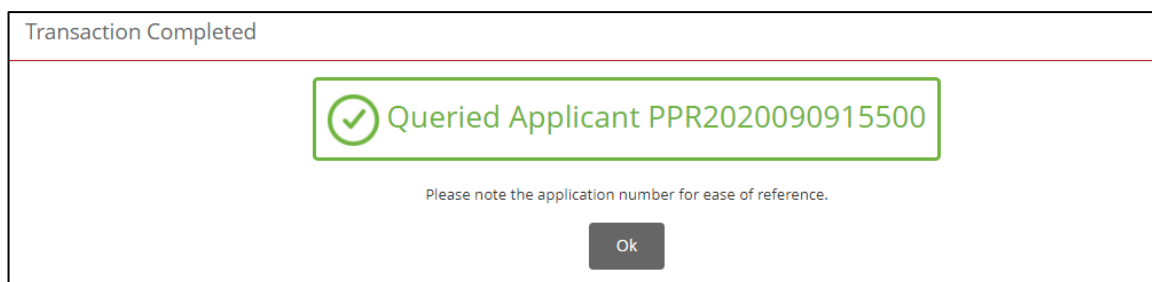 Transaction Completed
Queried Applicant PPR2020090915500
Please note the application number for ease of reference.
Ok